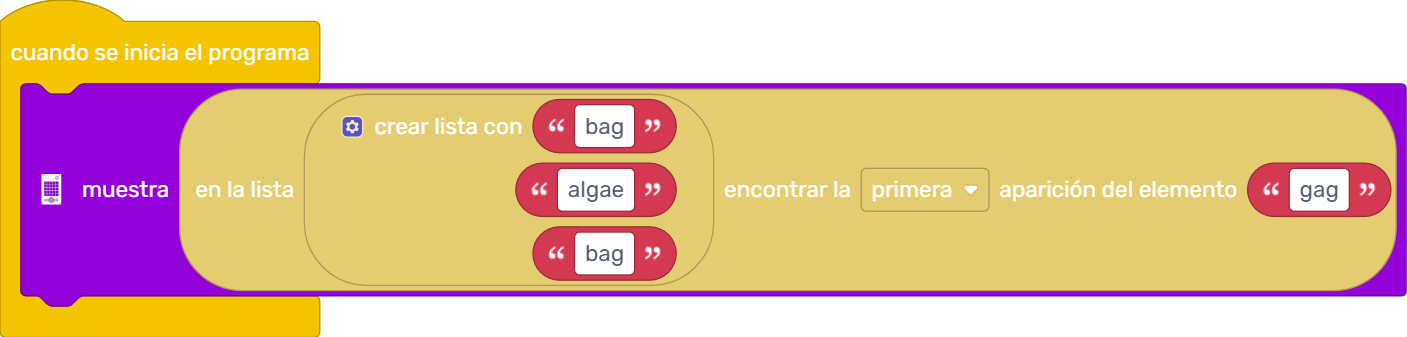 cuando se inicia el programa
crear lista con “ bag ”
muestra en la lista “ algae ” encontrar la primera aparición del elemento “ gag ”
“ bag ”